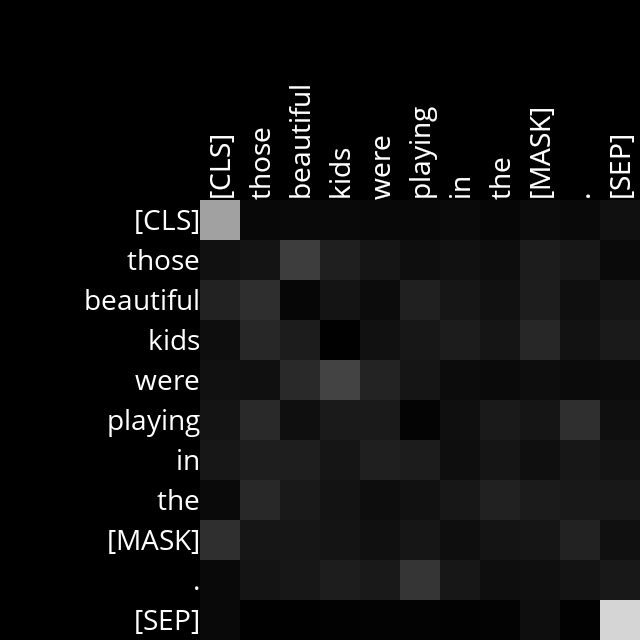 [CLS]
those
beautiful
kids
were
playing
in
the
[MASK]
.
[SEP]
[CLS]
those
beautiful
kids
were
playing
in
the
[MASK]
.
[SEP]